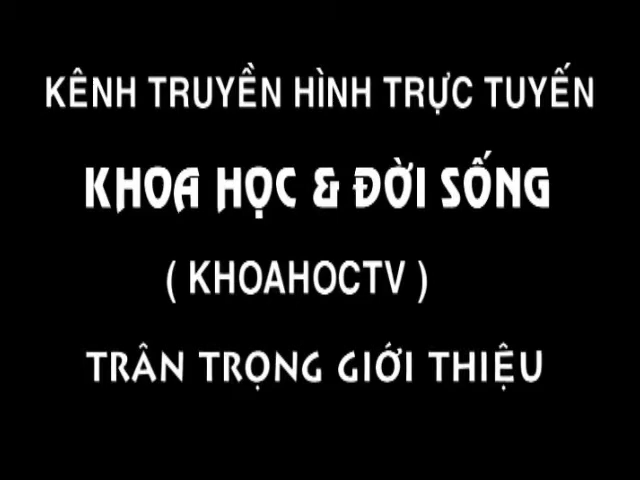 KÊNH TRUYỀN HÌNH TRỰC TUYẾN
KHOA HỌC & ĐỜI SỐNG
( KHOAHOCTV )
TRÂN TRỌNG GIỚI THIỆU